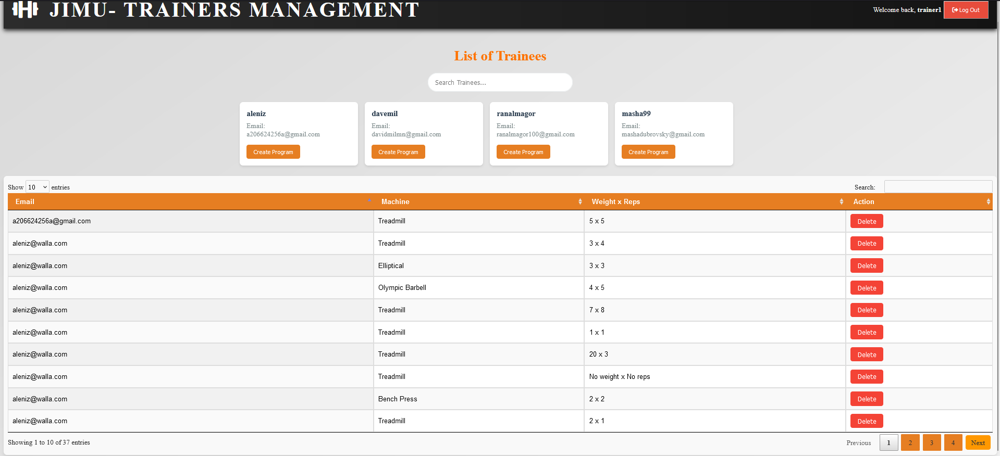 JIMU- TRAINERS MANAGEMENT
Welcome back, trainer1 Log Out
List of Trainees
Search Trainees...
aleniz
Email:
a206624256a@gmail.com
Create Program
davemil
Email:
davidmilmn@gmail.com
Create Program
ranalmagor
Email:
ranalmagor100@gmail.com
Create Program
masha99
Email:
mashadubrovsky@gmail.com
Create Program
Show 10 entries
Search:
Email Machine Weight x Reps Action
a206624256a@gmail.com Treadmill 5 x 5 Delete
aleniz@walla.com Treadmill 3 x 4 Delete
aleniz@walla.com Elliptical 3 x 3 Delete
aleniz@walla.com Olympic Barbell 4 x 5 Delete
aleniz@walla.com Treadmill 7 x 8 Delete
aleniz@walla.com Treadmill 1 x 1 Delete
aleniz@walla.com Treadmill 20 x 3 Delete
aleniz@walla.com Treadmill No weight x No reps Delete
aleniz@walla.com Bench Press 2 x 2 Delete
aleniz@walla.com Treadmill 2 x 1 Delete
Showing 1 to 10 of 37 entries
Previous 1 2 3 4 Next